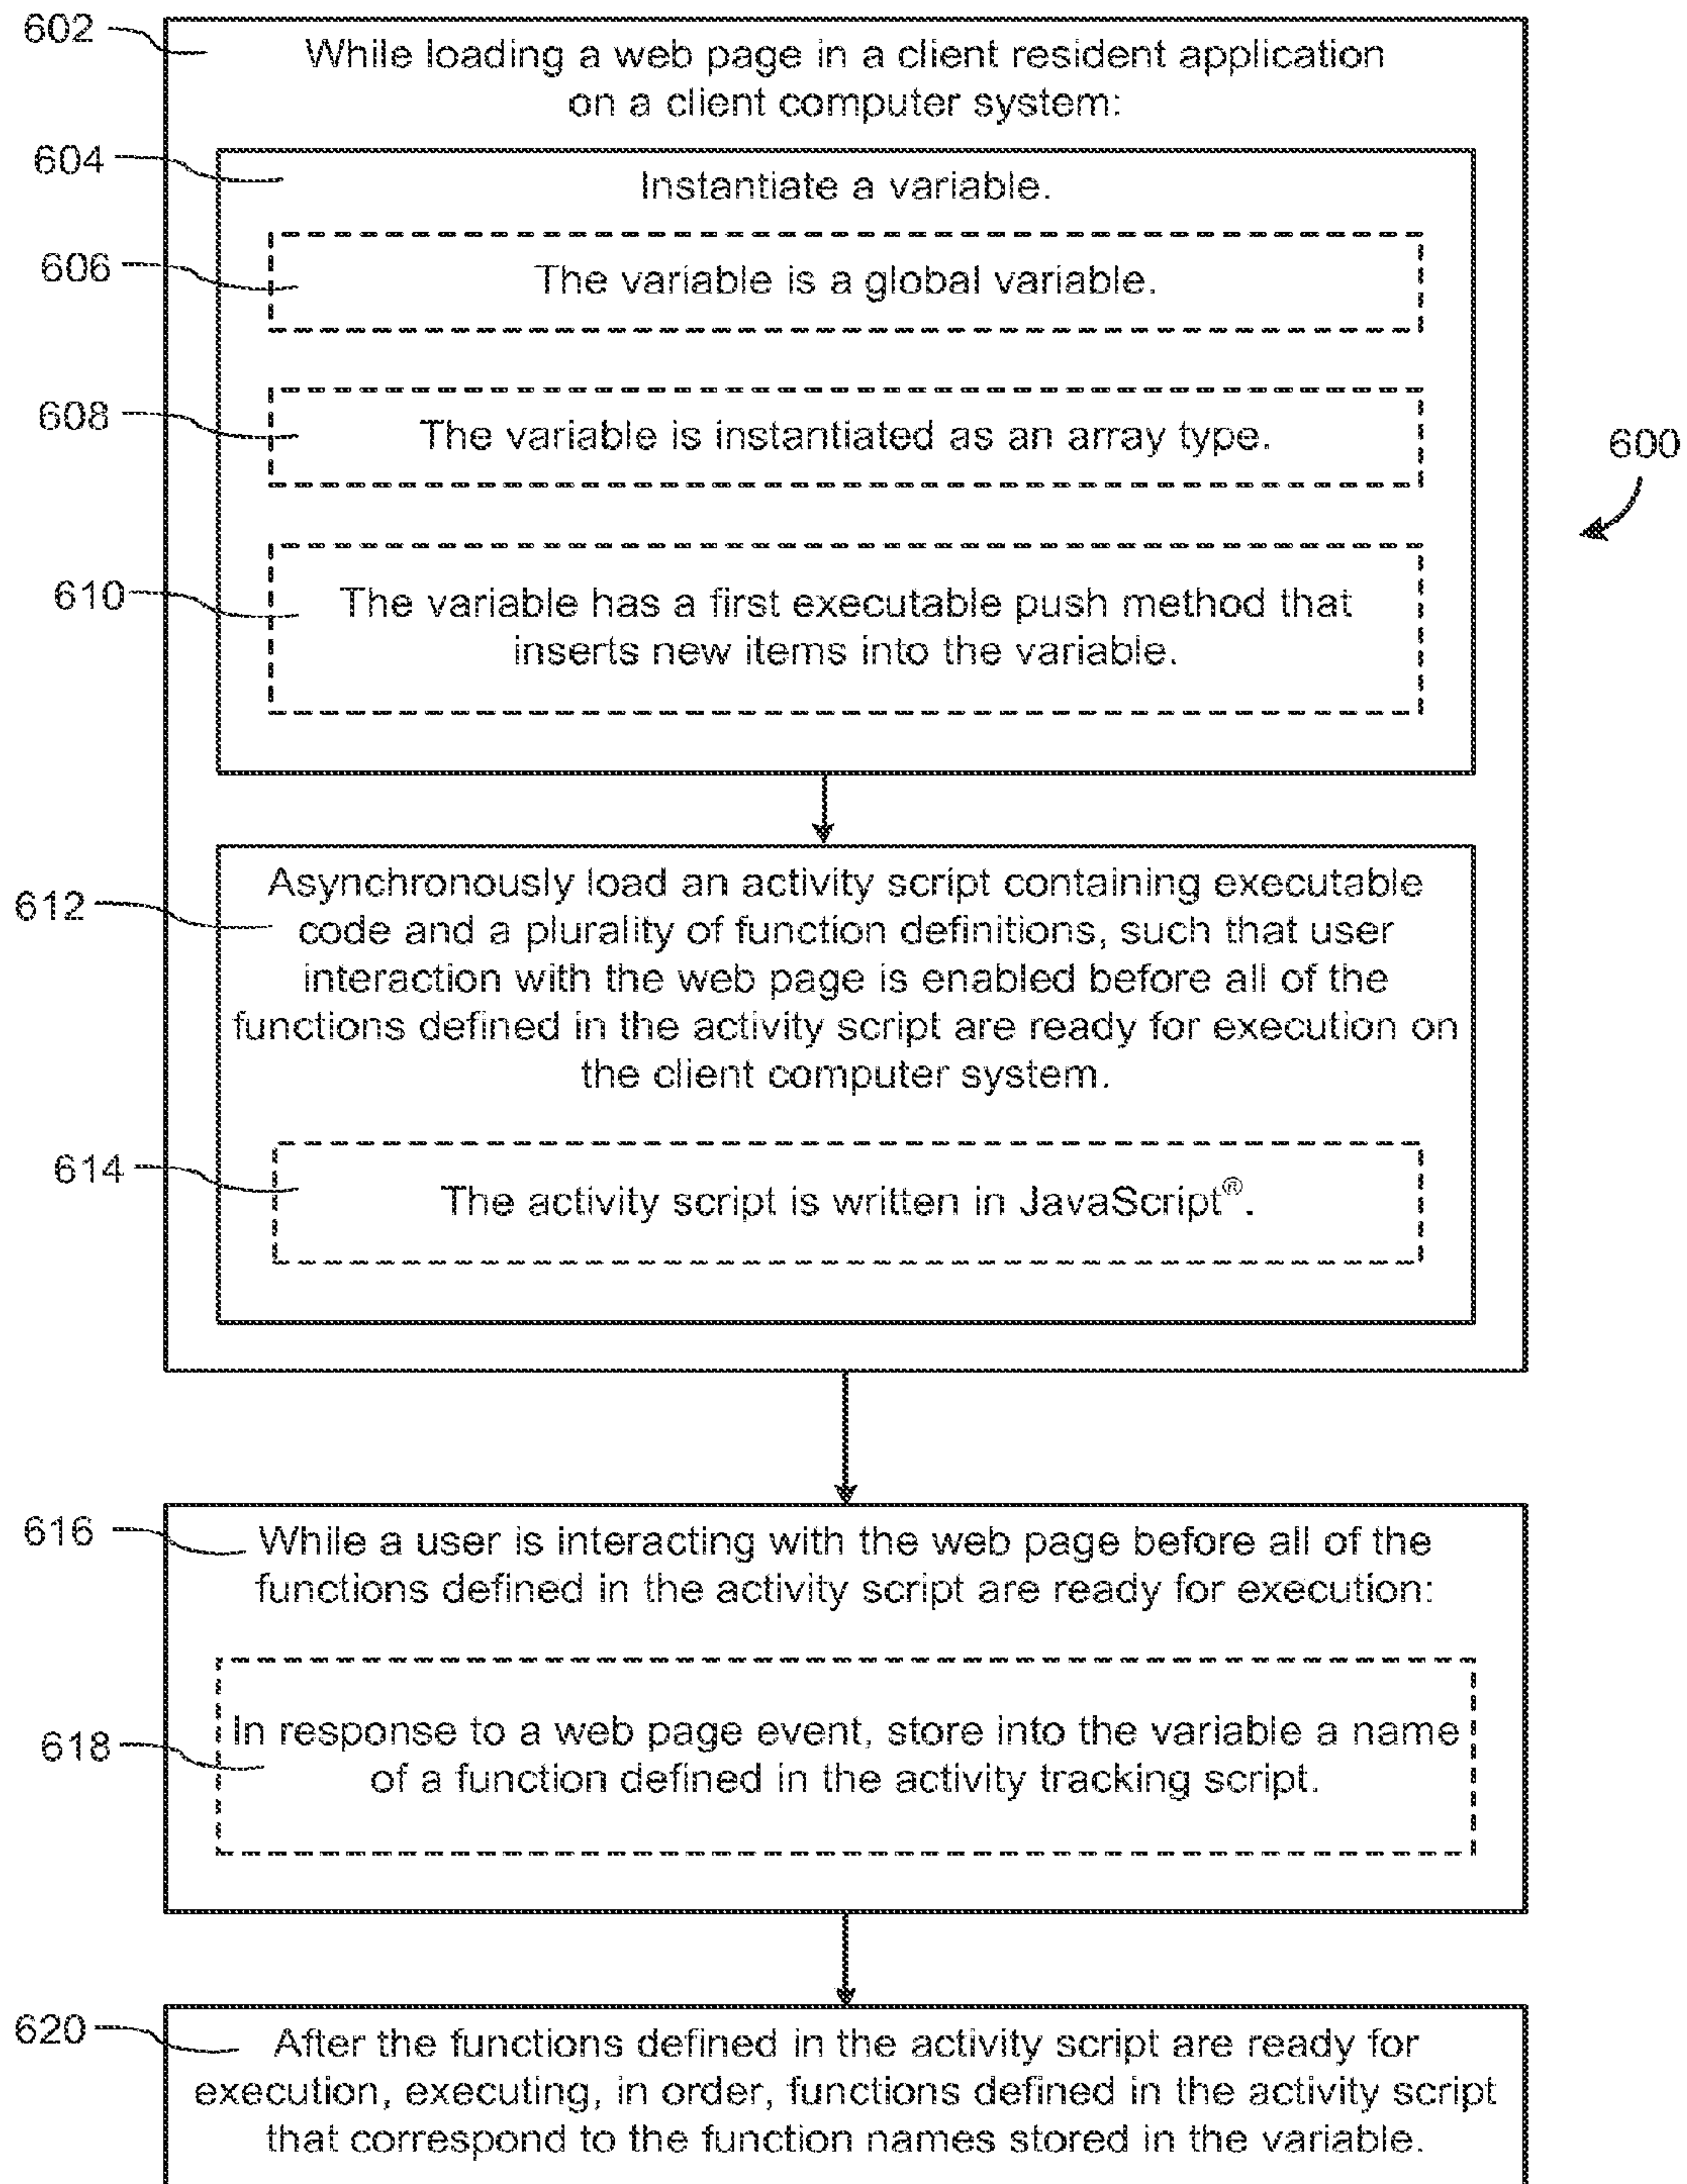 602
While loading a web page in a client resident application
on a client computer system:
604
Instantiate a variable.
606
The variable is a global variable.
608
The variable is instantiated as an array type.
600
610
The variable has a first executable push method that
inserts new items into the variable.
612
Asynchronously load an activity script containing executable
code and a plurality of function definitions, such that user
interaction with the web page is enabled before all of the
functions defined in the activity script are ready for execution on
the client computer system.
614
The activity script is written in JavaScript®.
616
While a user is interacting with the web page before all of the
functions defined in the activity script are ready for execution:
618
In response to a web page event, store into the variable a name
of a function defined in the activity tracking script.
620
After the functions defined in the activity script are ready for
execution, executing, in order, functions defined in the activity script
that correspond to the function names stored in the variable.